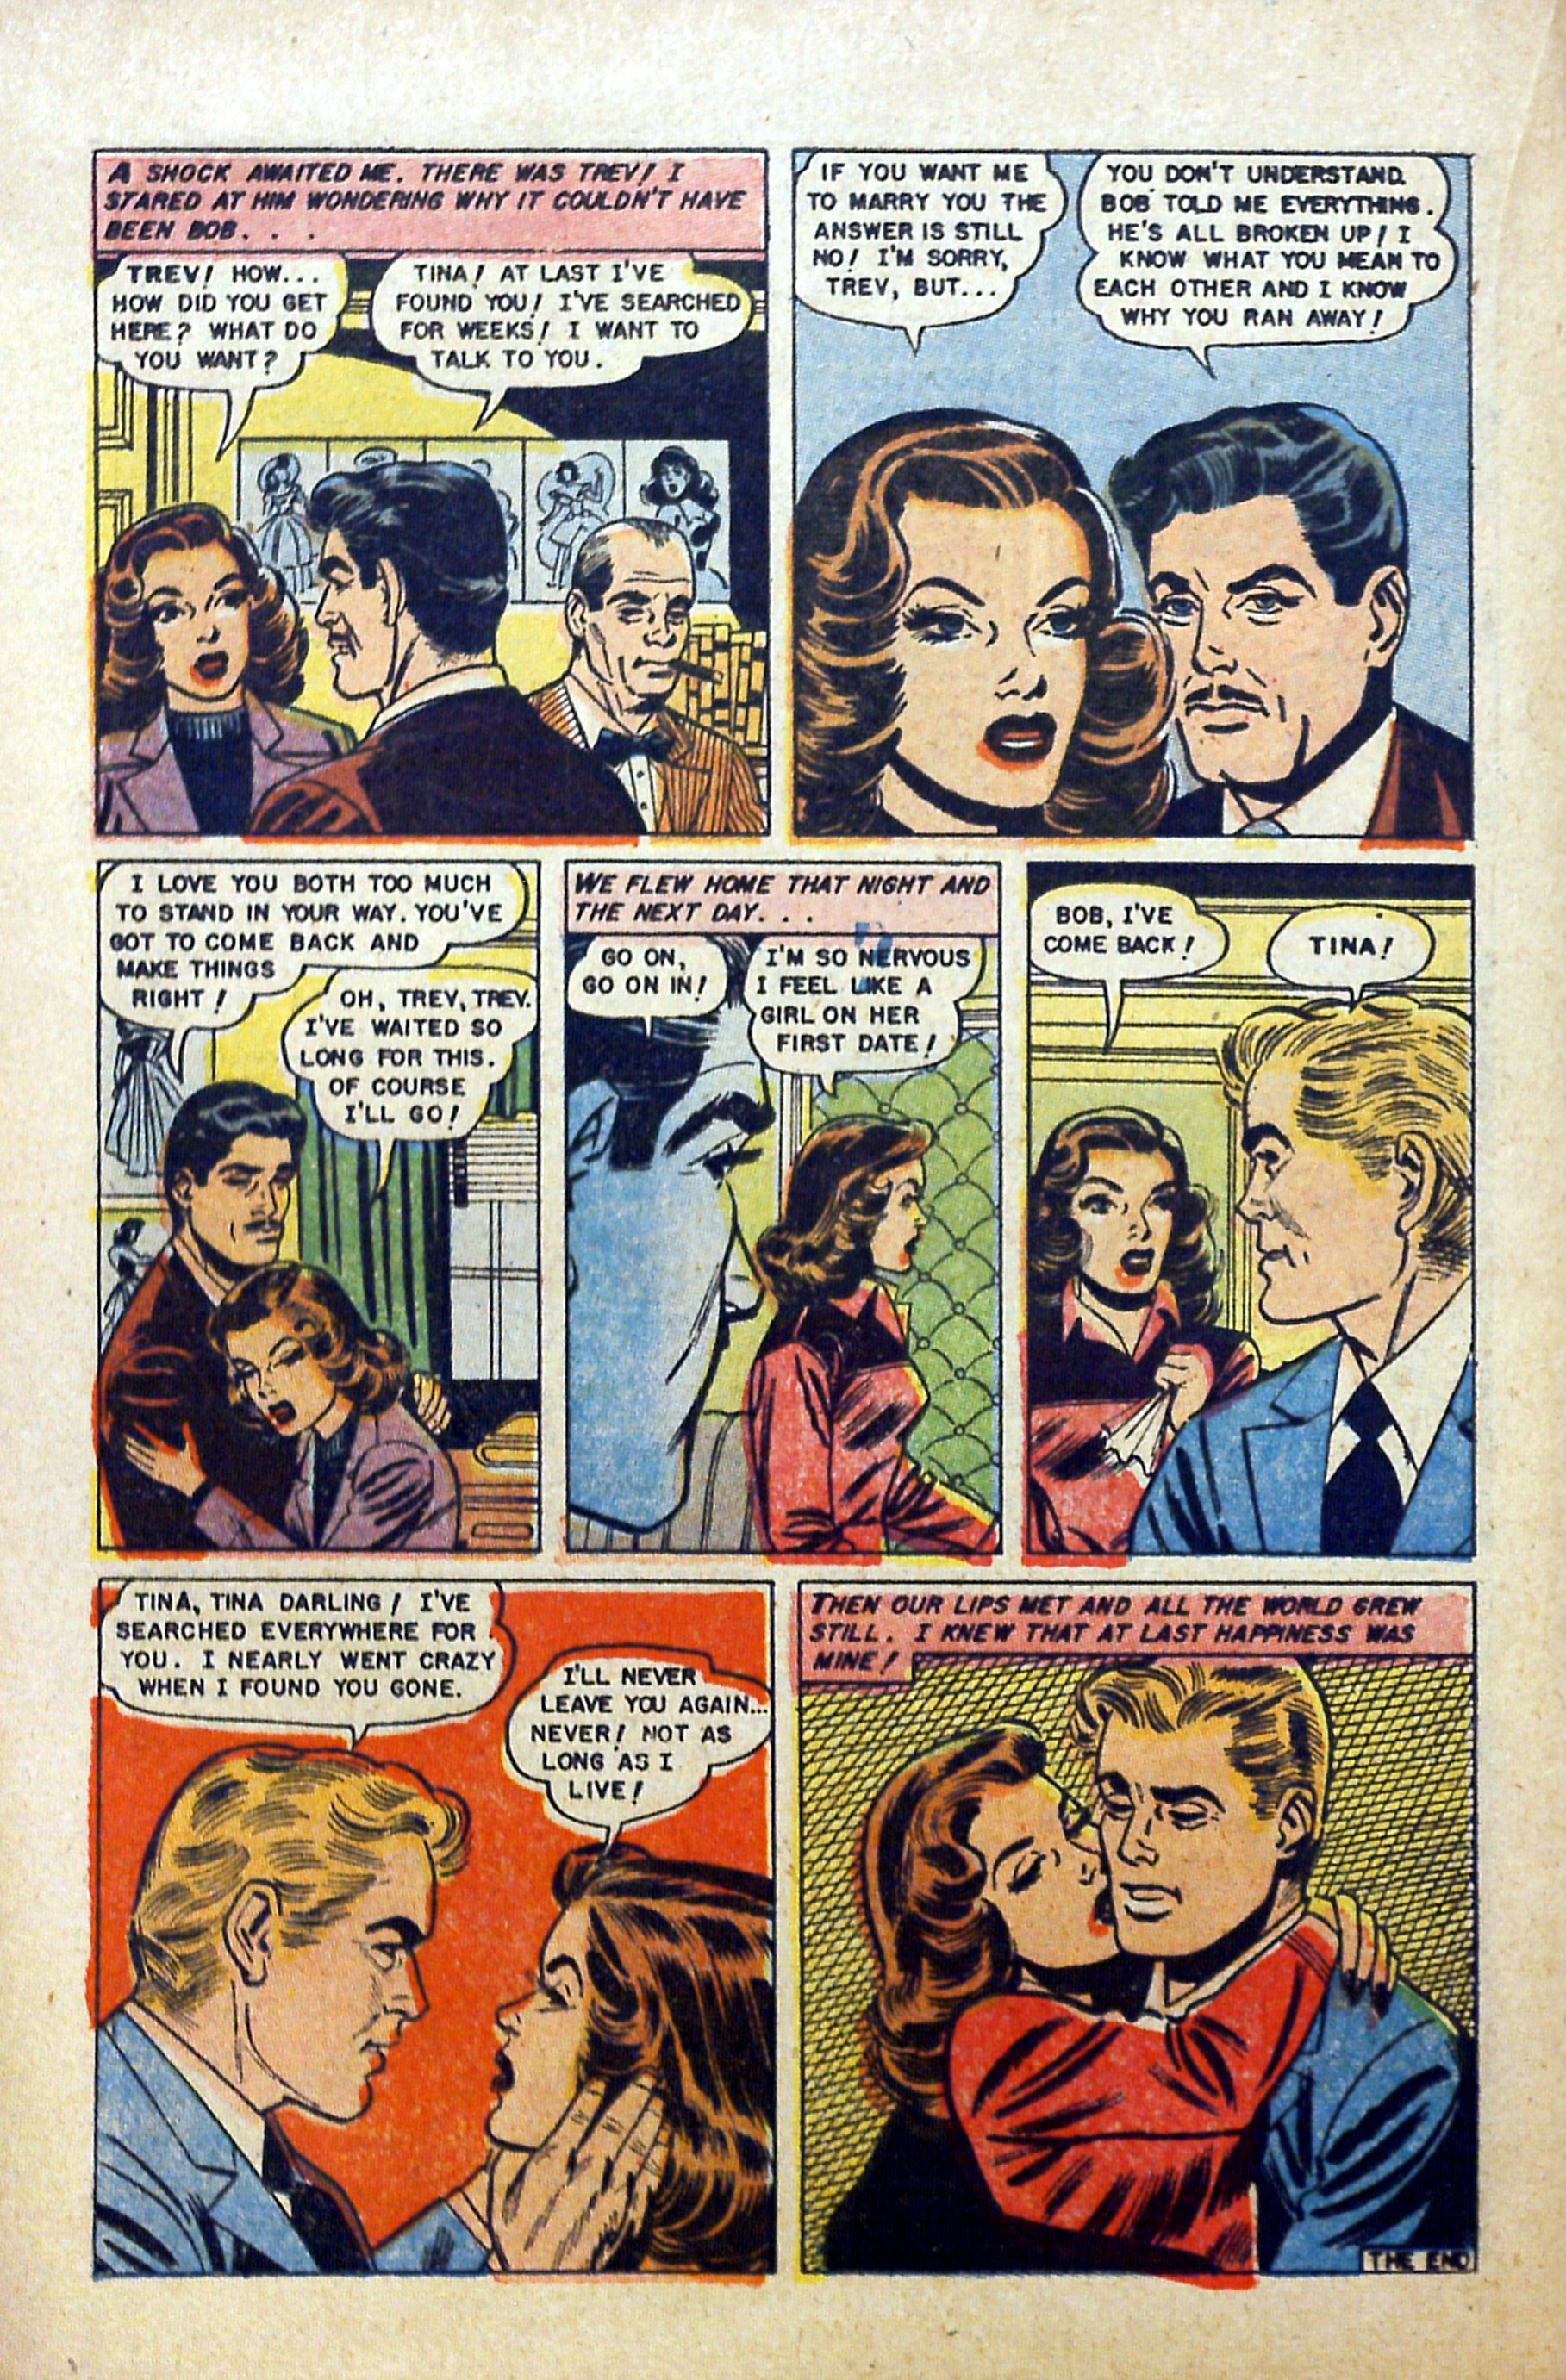 A SHOCK AWAITED ME. THERE WAS TREV! I
STARED AT HIM WONDERING WHY IT COULDN'T HAVE
BEEN BOB. . .
TREV! HOW...
HOW DID YOU GET
HERE? WHAT DO
YOU WANT?
TINA! AT LAST I'VE
FOUND YOU! I'VE SEARCHED
FOR WEEKS! I WANT TO
TALK TO YOU.
IF YOU WANT ME
TO MARRY YOU THE
ANSWER IS STILL
NO! I'M SORRY,
TREV, BUT...
YOU DON'T UNDERSTAND.
BOB TOLD ME EVERYTHING.
HE'S ALL BROKEN UP! I
KNOW WHAT YOU MEAN TO
EACH OTHER AND I KNOW
WHY YOU RAN AWAY!
I LOVE YOU BOTH TOO MUCH
TO STAND IN YOUR WAY. YOU'VE
GOT TO COME BACK AND
MAKE THINGS
RIGHT!
OH, TREV, TREV.
I'VE WAITED SO
LONG FOR THIS.
OF COURSE
I'LL GO!
WE FLEW HOME THAT NIGHT AND
THE NEXT DAY. . .
GO ON,
GO ON IN!
I'M SO NERVOUS
I FEEL LIKE A
GIRL ON HER
FIRST DATE!
BOB, I'VE
COME BACK!
TINA!
TINA, TINA DARLING! I'VE
SEARCHED EVERYWHERE FOR
YOU. I NEARLY WENT CRAZY
WHEN I FOUND YOU GONE.
I'LL NEVER
LEAVE YOU AGAIN...
NEVER! NOT AS
LONG AS I
LIVE!
THEN OUR LIPS MET AND ALL THE WORLD GREW
STILL. I KNEW THAT AT LAST HAPPINESS WAS
MINE!
THE END